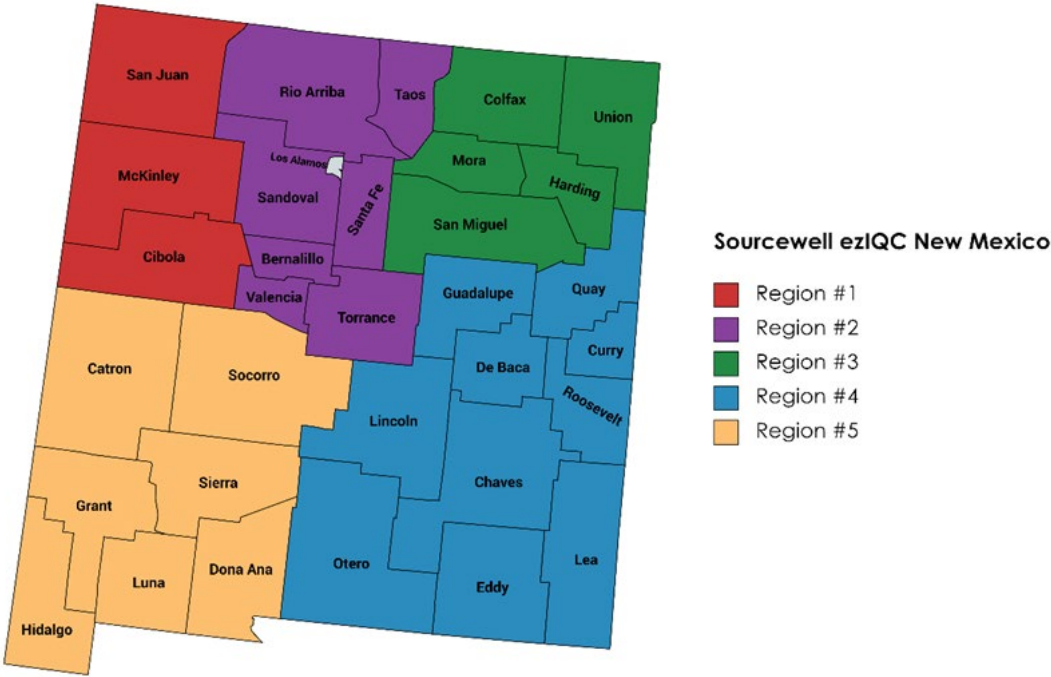 San Juan
Rio Arriba
Taos
Colfax
Union
Los Alamos
Mora
McKinley
Sandoval
Santa Fe
Harding
San Miguel
Cibola
Bernalillo
Valencia
Torrance
Guadalupe
Quay
Curry
De Baca
Roosevelt
Catron
Socorro
Lincoln
Sierra
Chaves
Grant
Otero
Lea
Luna
Dona Ana
Eddy
Hidalgo
Sourcewell ezIQC New Mexico
Region #1
Region #2
Region #3
Region #4
Region #5